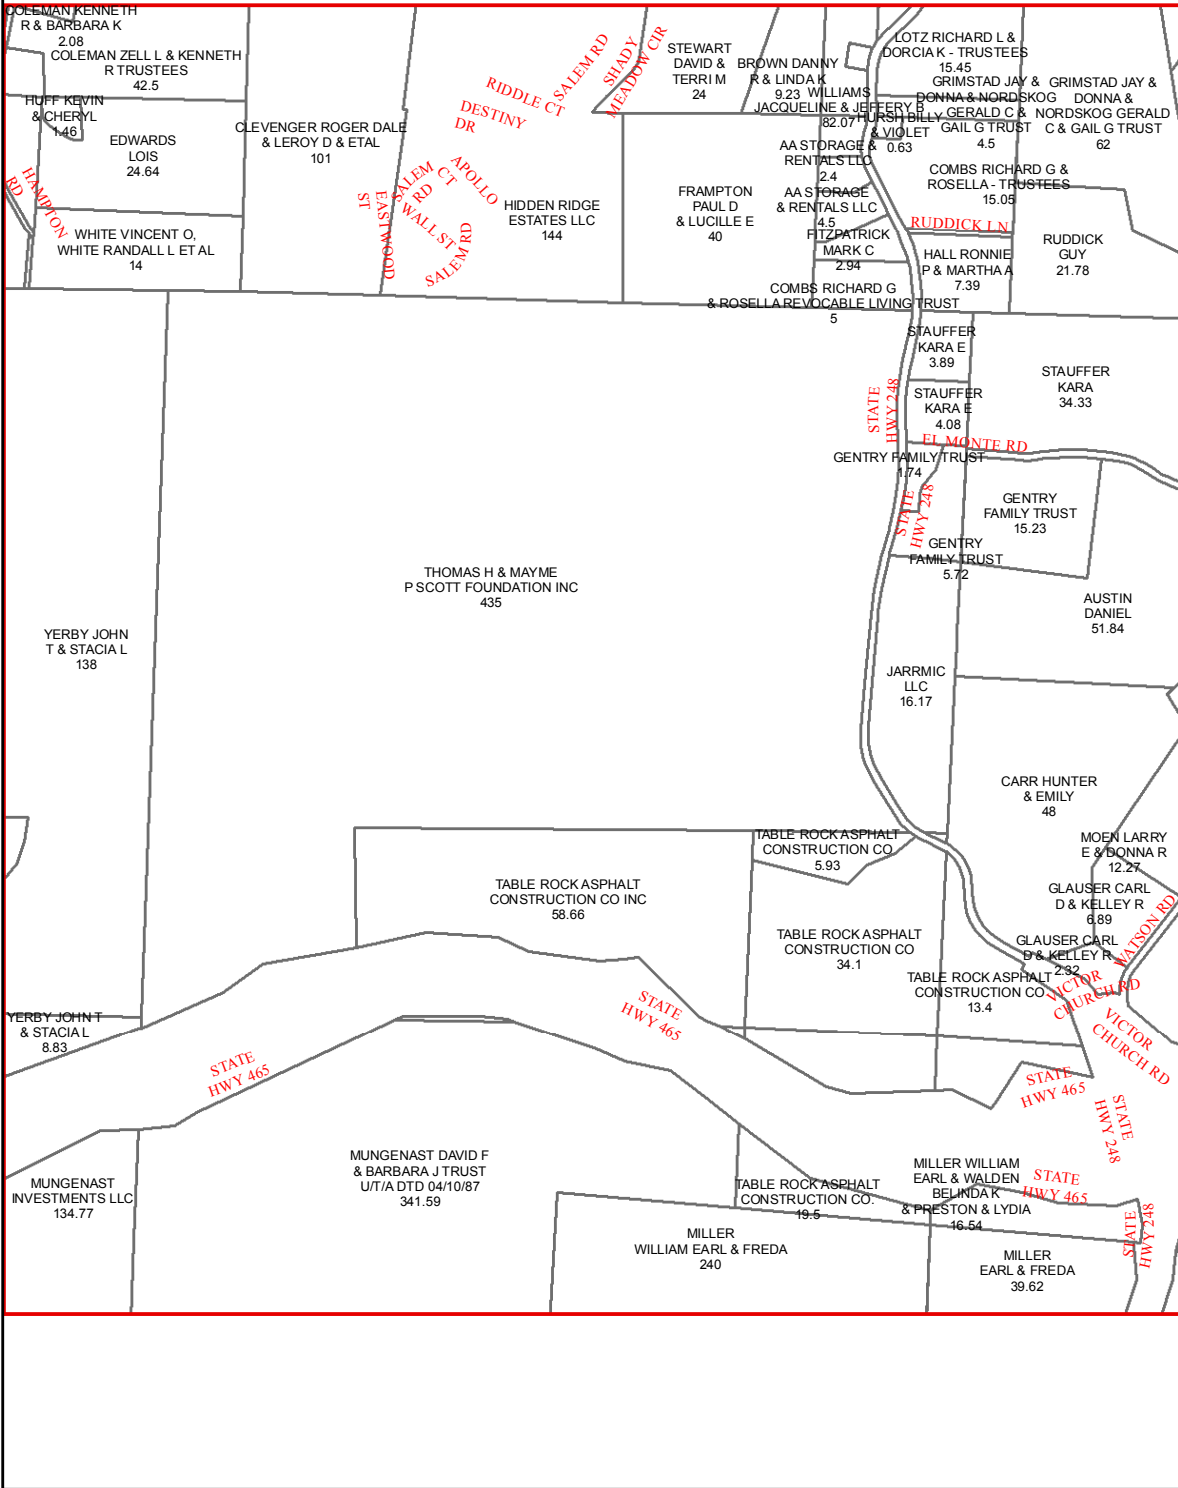 COLEMAN KENNETH
R & BARBARA K
2.08
COLEMAN ZELL L & KENNETH
R TRUSTEES
42.5
HUFF KEVIN
& CHERYL
1.46
EDWARDS
LOIS
24.64
HAMPTON
RD
WHITE VINCENT O,
WHITE RANDALL L ET AL
14
CLEVENGER ROGER DALE
& LEROY D & ETAL
101
RIDDLE CT
SALEM RD
SHADY
MEADOW CIR
DESTINY
DR
APOLLO
CT
SALEM
RD
WALL ST
EASTWOOD
ST
SALEM RD
HIDDEN RIDGE
ESTATES LLC
144
STEWART
DAVID &
TERRI M
24
BROWN DANNY
R & LINDA K
9.23
WILLIAMS
JACQUELINE & JEFFERY B
82.07
LOTZ RICHARD L &
DORCIA K - TRUSTEES
15.45
GRIMSTAD JAY &
DONNA & NORDSKOG
GERALD C &
GAIL G TRUST
4.5
GRIMSTAD JAY &
DONNA &
NORDSKOG GERALD
C & GAIL G TRUST
62
HURSH BILLY
& VIOLET
0.63
AA STORAGE &
RENTALS LLC
2.4
AA STORAGE
& RENTALS LLC
4.5
COMBS RICHARD G &
ROSELLA - TRUSTEES
15.05
FRAMPTON
PAUL D
& LUCILLE E
40
FITZPATRICK
MARK C
2.94
RUDDICK LN
HALL RONNIE
P & MARTHA A
7.39
RUDDICK
GUY
21.78
COMBS RICHARD G
& ROSELLA REVOCABLE LIVING TRUST
5
STAUFFER
KARA E
3.89
STAUFFER
KARA
34.33
STATE
HWY 248
STAUFFER
KARA E
4.08
EL MONTE RD
GENTRY FAMILY TRUST
1.74
STATE
HWY 248
GENTRY
FAMILY TRUST
15.23
GENTRY
FAMILY TRUST
5.72
THOMAS H & MAYME
P SCOTT FOUNDATION INC
435
AUSTIN
DANIEL
51.84
YERBY JOHN
T & STACIA L
138
JARRMIC
LLC
16.17
CARR HUNTER
& EMILY
48
TABLE ROCK ASPHALT
CONSTRUCTION CO
5.93
MOEN LARRY
E & DONNA R
12.27
TABLE ROCK ASPHALT
CONSTRUCTION CO INC
58.66
GLAUSER CARL
D & KELLEY R
6.89
WATSON RD
TABLE ROCK ASPHALT
CONSTRUCTION CO
34.1
GLAUSER CARL
D & KELLEY R
2.32
TABLE ROCK ASPHALT
CONSTRUCTION CO.
13.4
VICTOR
CHURCH RD
VICTOR
CHURCH RD
YERBY JOHN T
& STACIA L
8.83
STATE
HWY 465
STATE
HWY 465
STATE
HWY 465
STATE
HWY 248
MUNGENAST DAVID F
& BARBARA J TRUST
U/T/A DTD 04/10/87
341.59
MUNGENAST
INVESTMENTS LLC
134.77
TABLE ROCK ASPHALT
CONSTRUCTION CO.
19.5
MILLER WILLIAM
EARL & WALDEN
BELINDA K
& PRESTON & LYDIA
16.54
STATE
HWY 465
STATE
HWY 248
MILLER
WILLIAM EARL & FREDA
240
MILLER
EARL & FREDA
39.62